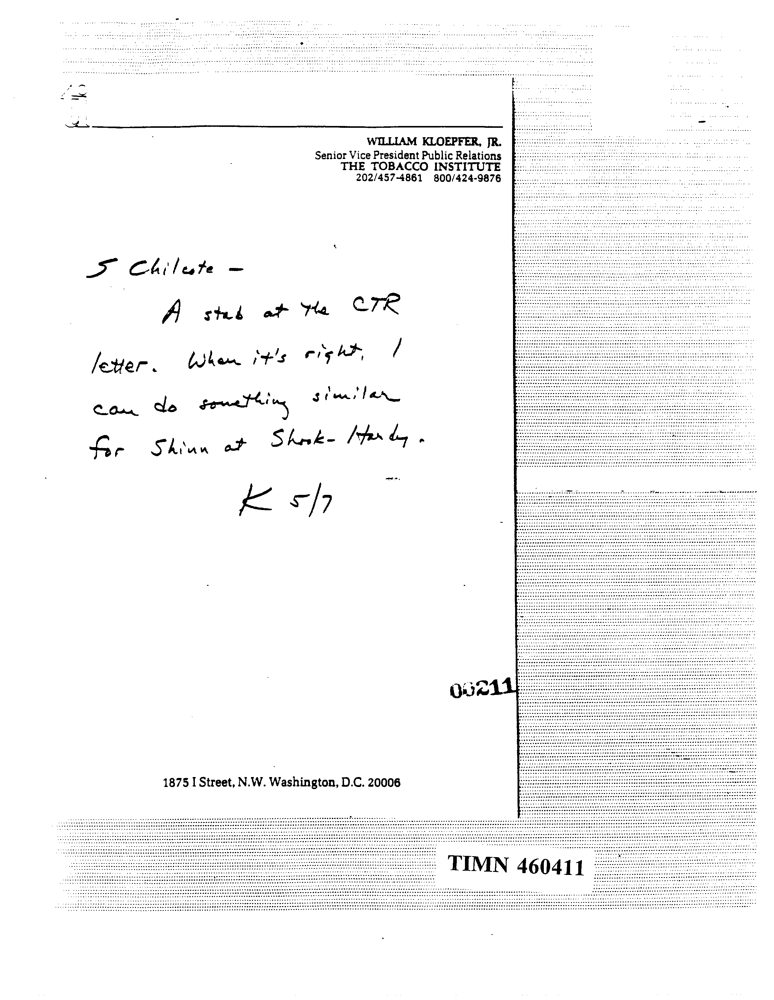 WILLIAM KLOEPFER, JR.
Senior Vice President Public Relations
THE TOBACCO INSTITUTE
202/457-4861 800/424-9876
S Chilcote –
A stab at the CTR
letter. When it's right, I
can do something similar
for Shinn at Shook-Hardy.
K 5/7
00211
1875 I Street, N.W. Washington, D.C. 20006
TIMN 460411